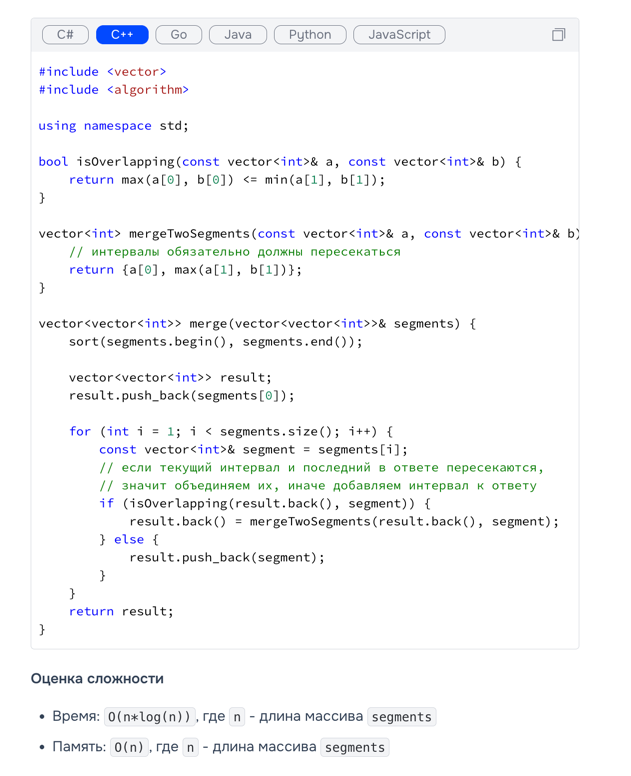 C# C++ Go Java Python JavaScript
#include <vector>
#include <algorithm>
using namespace std;
bool isOverlapping(const vector<int>& a, const vector<int>& b) {
    return max(a[0], b[0]) <= min(a[1], b[1]);
}
vector<int> mergeTwoSegments(const vector<int>& a, const vector<int>& b)
    // интервалы обязательно должны пересекаться
    return {a[0], max(a[1], b[1])};
}
vector<vector<int>> merge(vector<vector<int>>& segments) {
    sort(segments.begin(), segments.end());
    vector<vector<int>> result;
    result.push_back(segments[0]);
    for (int i = 1; i < segments.size(); i++) {
        const vector<int>& segment = segments[i];
        // если текущий интервал и последний в ответе пересекаются,
        // значит объединяем их, иначе добавляем интервал к ответу
        if (isOverlapping(result.back(), segment)) {
            result.back() = mergeTwoSegments(result.back(), segment);
        } else {
            result.push_back(segment);
        }
    }
    return result;
}
Оценка сложности
• Время: O(n*log(n)), где n - длина массива segments
• Память: O(n), где n - длина массива segments